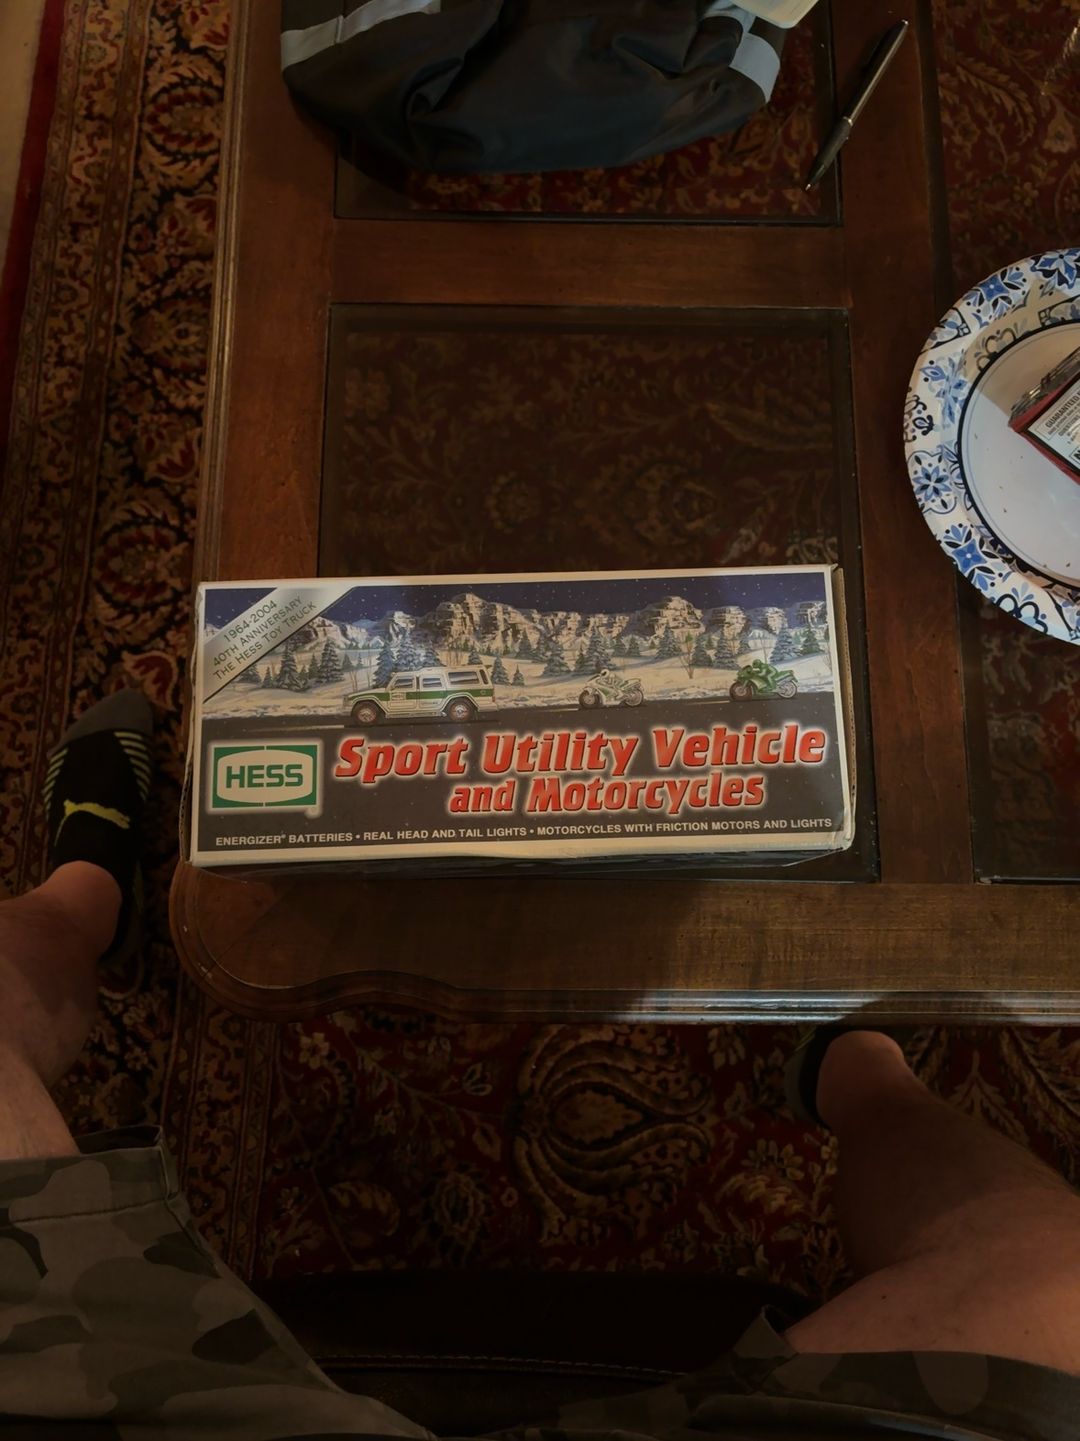 1964-2004
40TH ANNIVERSARY
THE HESS TOY TRUCK
HESS
Sport Utility Vehicle
and Motorcycles
ENERGIZER® BATTERIES • REAL HEAD AND TAIL LIGHTS • MOTORCYCLES WITH FRICTION MOTORS AND LIGHTS
GUARANTEED